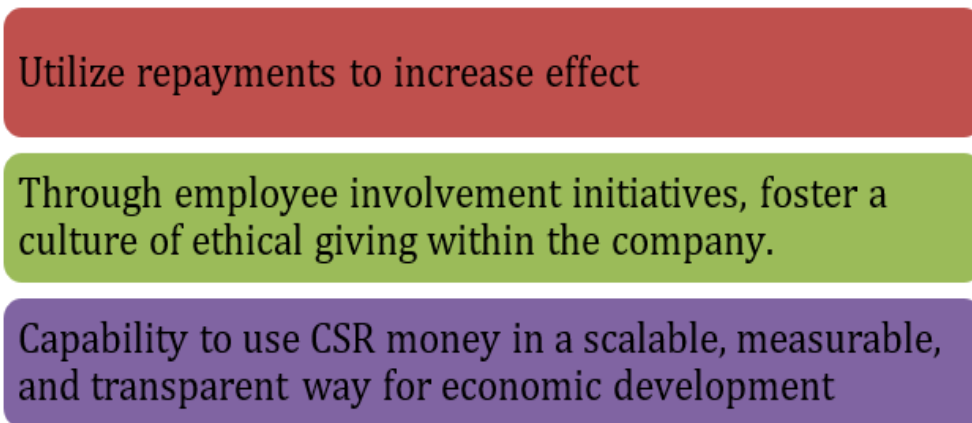 Utilize repayments to increase effect
Through employee involvement initiatives, foster a
culture of ethical giving within the company.
Capability to use CSR money in a scalable, measurable,
and transparent way for economic development